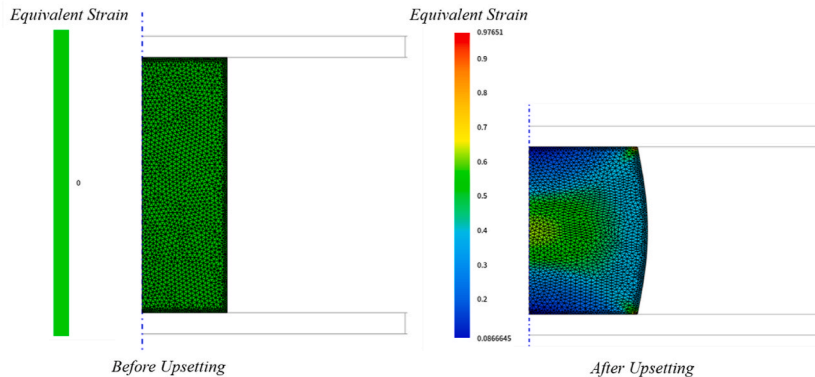 Equivalent Strain
0
Before Upsetting
Equivalent Strain
0.97651
0.9
0.8
0.7
0.6
0.5
0.4
0.3
0.2
0.0866645
After Upsetting